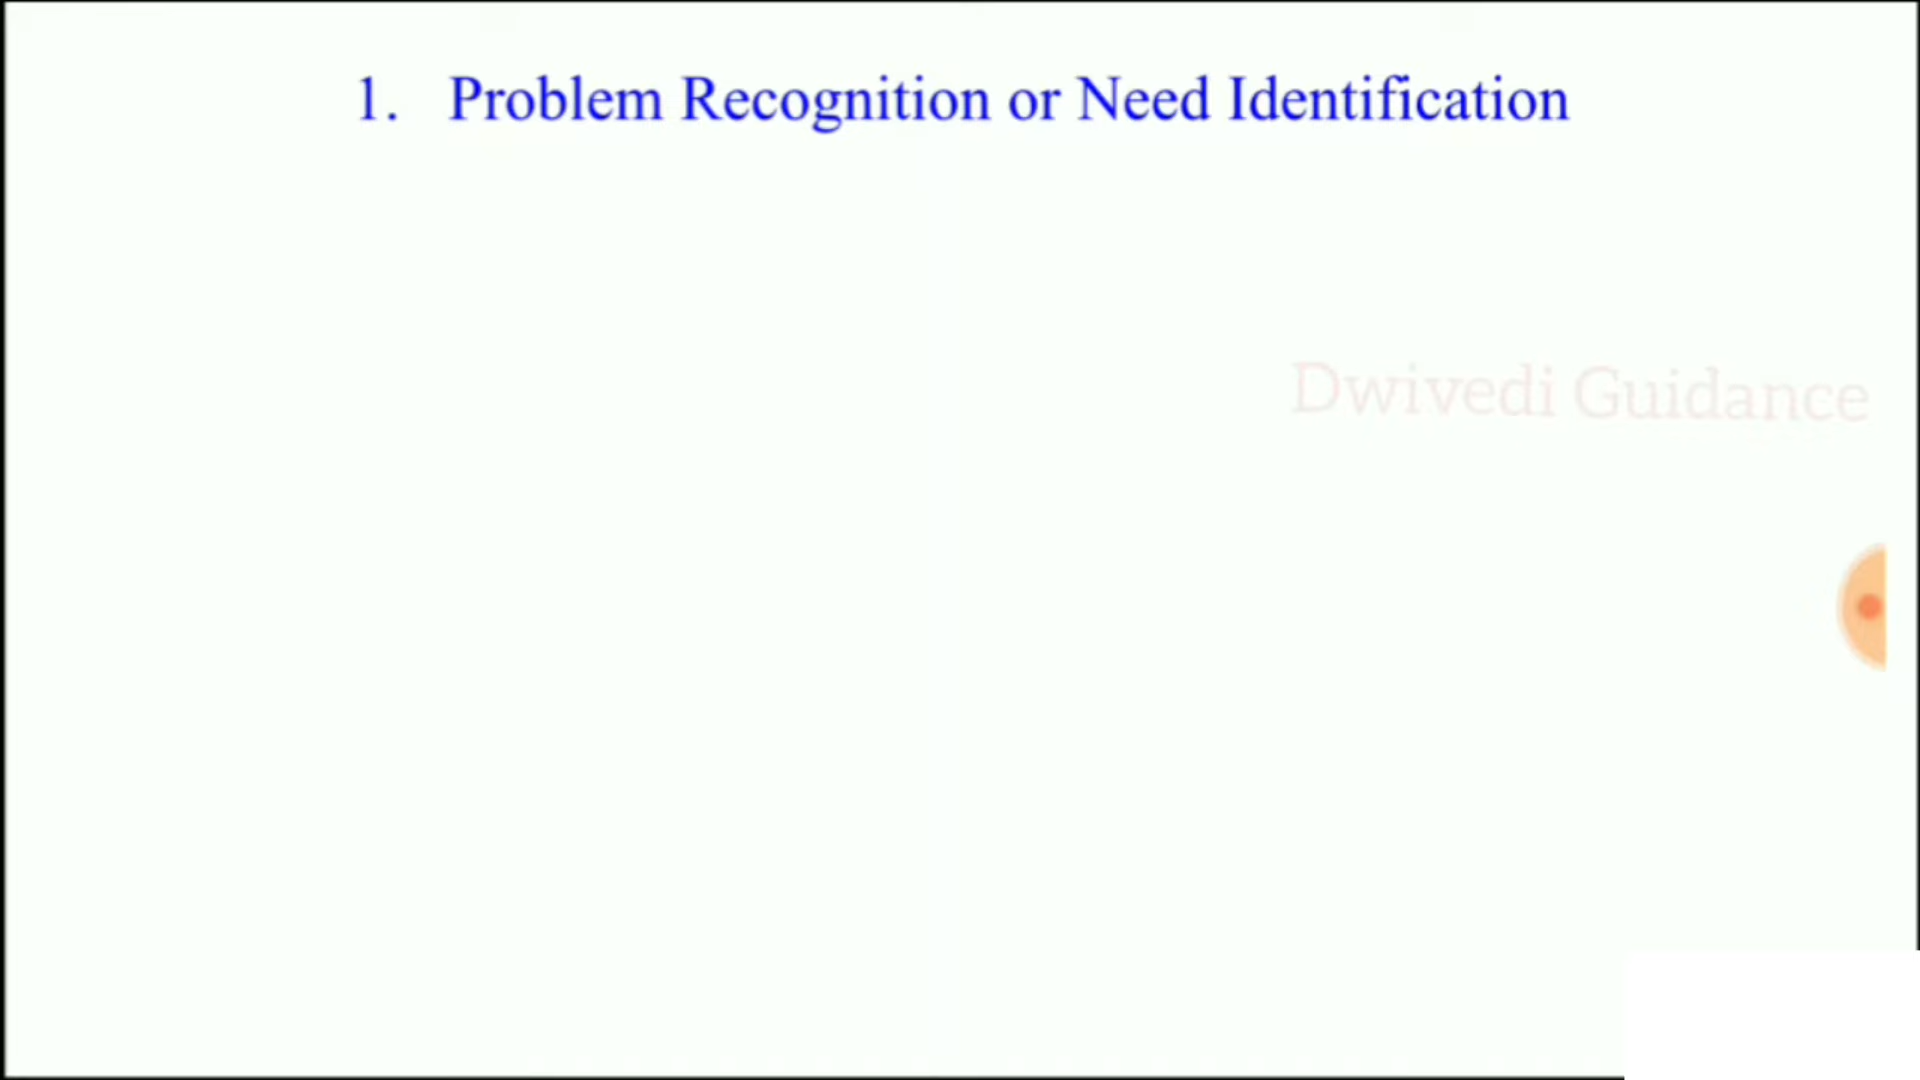 1. Problem Recognition or Need Identification
Dwivedi Guidance